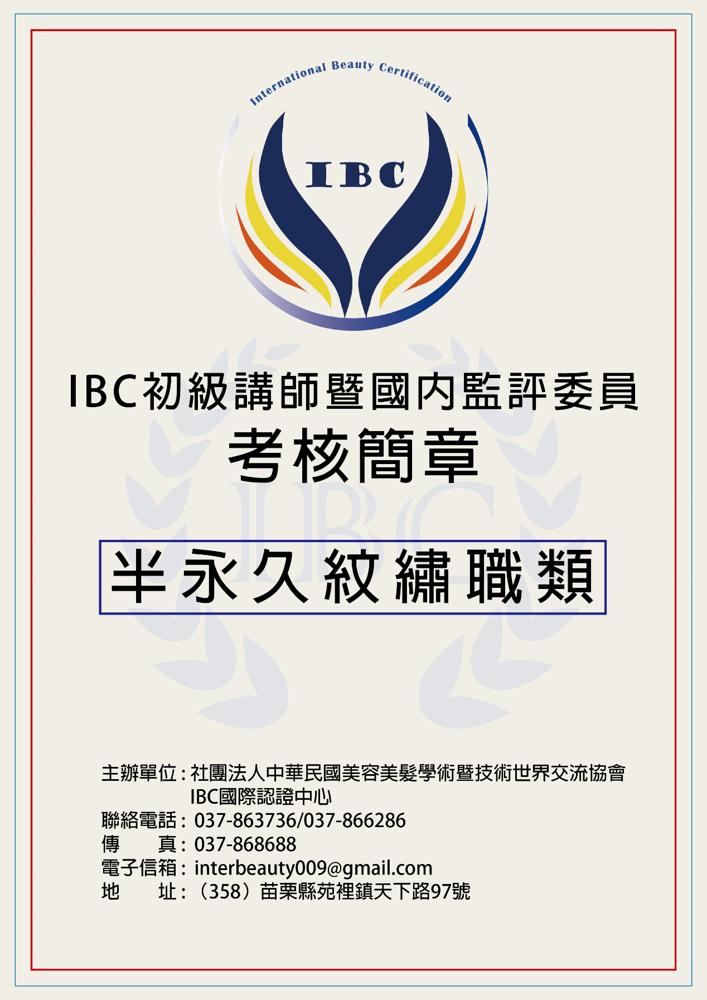 International Beauty Certification
IBC
IBC初級講師暨國内監評委員
考核簡章
IBC
半永久紋繡職類
主辦單位：社團法人中華民國美容美髮學術暨技術世界交流協會
IBC國際認證中心
聯絡電話：037-863736/037-866286
傳　　真：037-868688
電子信箱：interbeauty009@gmail.com
地　　址：（358）苗栗縣苑裡鎮天下路97號